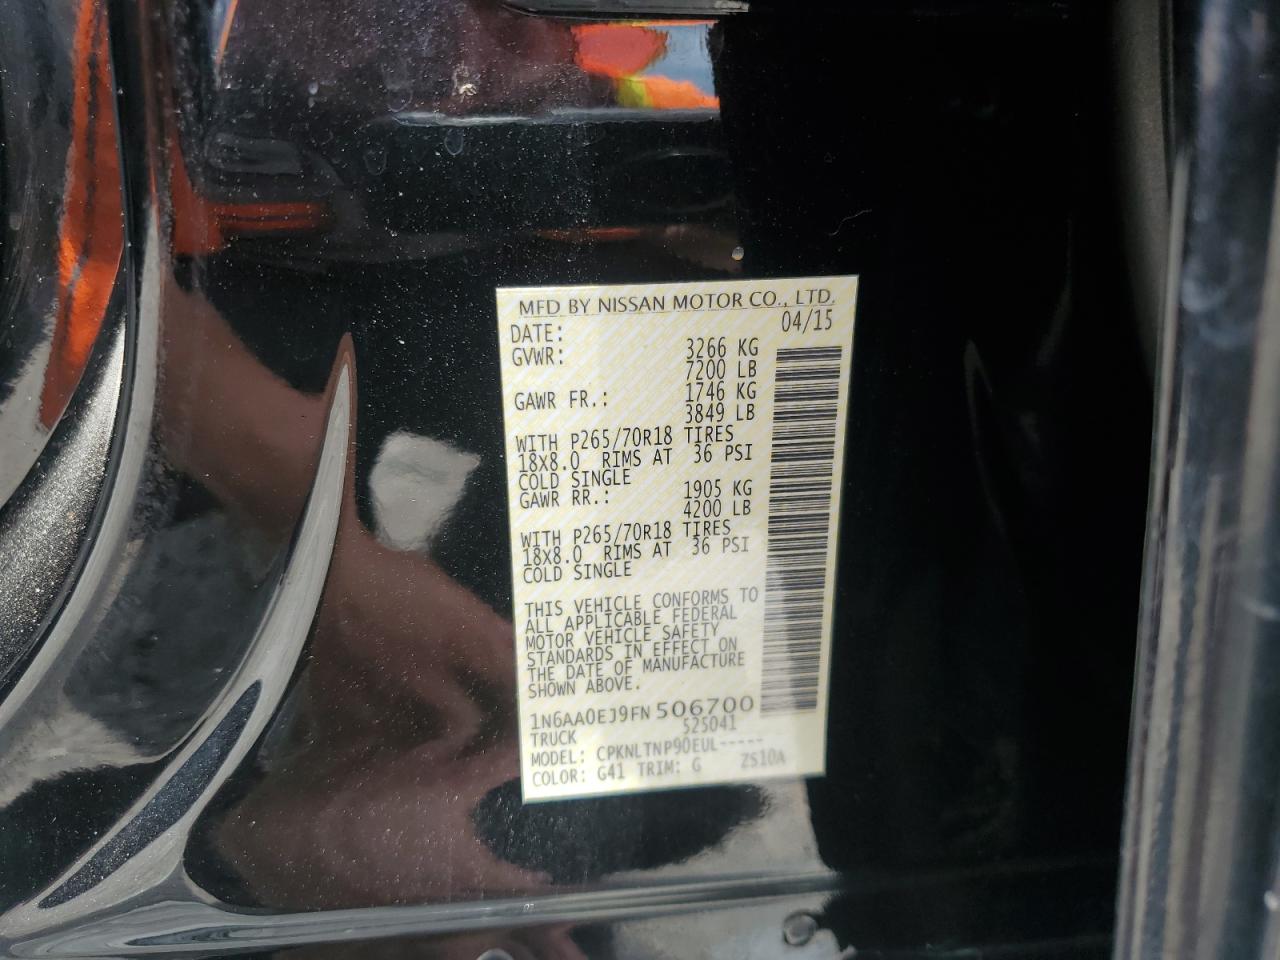 MFD BY NISSAN MOTOR CO., LTD.
DATE: 04/15
GVWR: 3266 KG
7200 LB
GAWR FR.: 1746 KG
3849 LB
WITH P265/70R18 TIRES
18X8.0 RIMS AT 36 PSI
COLD SINGLE
GAWR RR.: 1905 KG
4200 LB
WITH P265/70R18 TIRES
18X8.0 RIMS AT 36 PSI
COLD SINGLE
THIS VEHICLE CONFORMS TO
ALL APPLICABLE FEDERAL
MOTOR VEHICLE SAFETY
STANDARDS IN EFFECT ON
THE DATE OF MANUFACTURE
SHOWN ABOVE.
1N6AA0EJ9FN 506700
TRUCK 525041
MODEL: CPKNLTNP90EUL-----
COLOR: G41 TRIM: G ZS10A